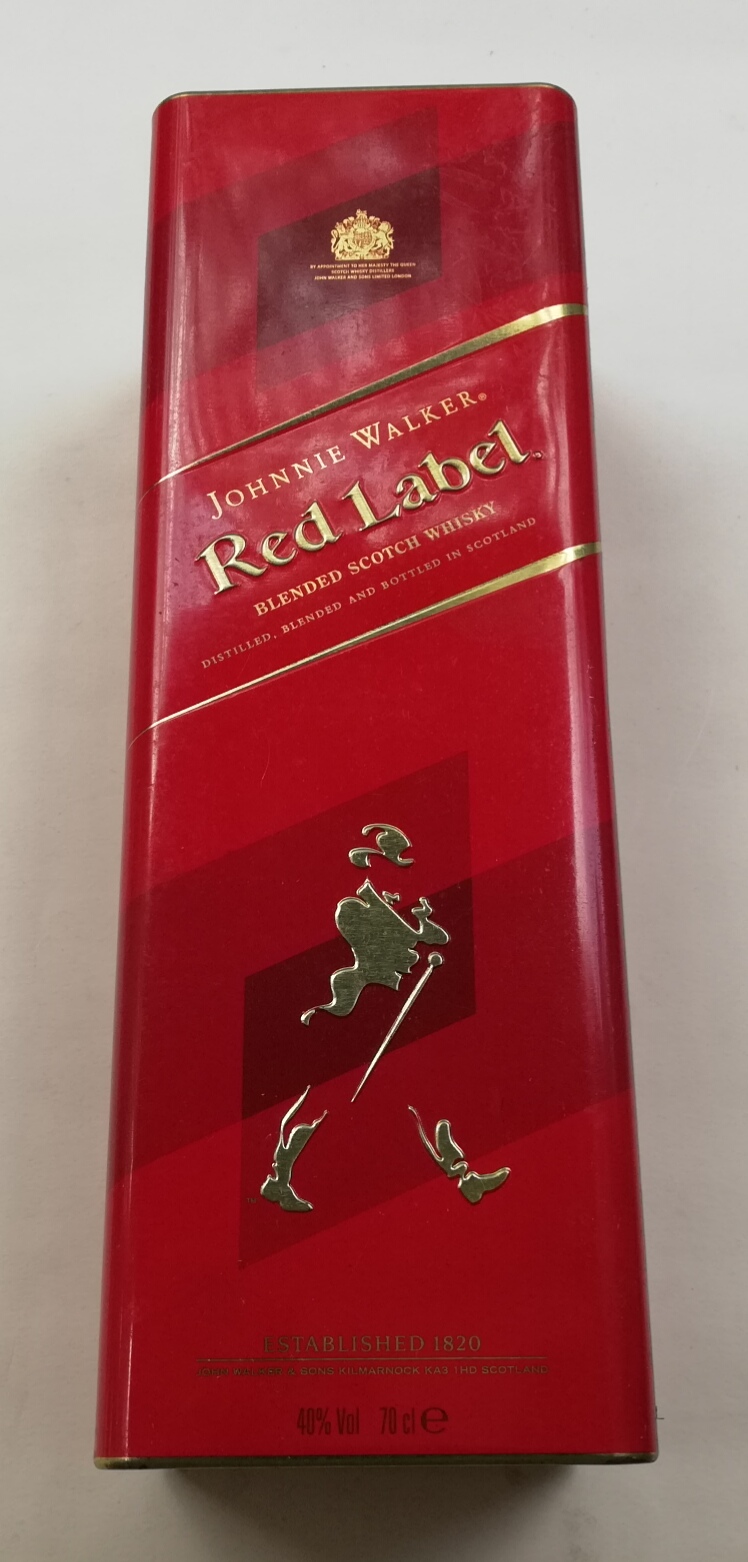 BY APPOINTMENT TO HER MAJESTY THE QUEEN
SCOTCH WHISKY DISTILLERS
JOHN WALKER AND SONS LIMITED LONDON
JOHNNIE WALKER®
Red Label.
BLENDED SCOTCH WHISKY
DISTILLED, BLENDED AND BOTTLED IN SCOTLAND
TM
ESTABLISHED 1820
JOHN WALKER & SONS KILMARNOCK KA3 1HD SCOTLAND
40% Vol 70 cl e